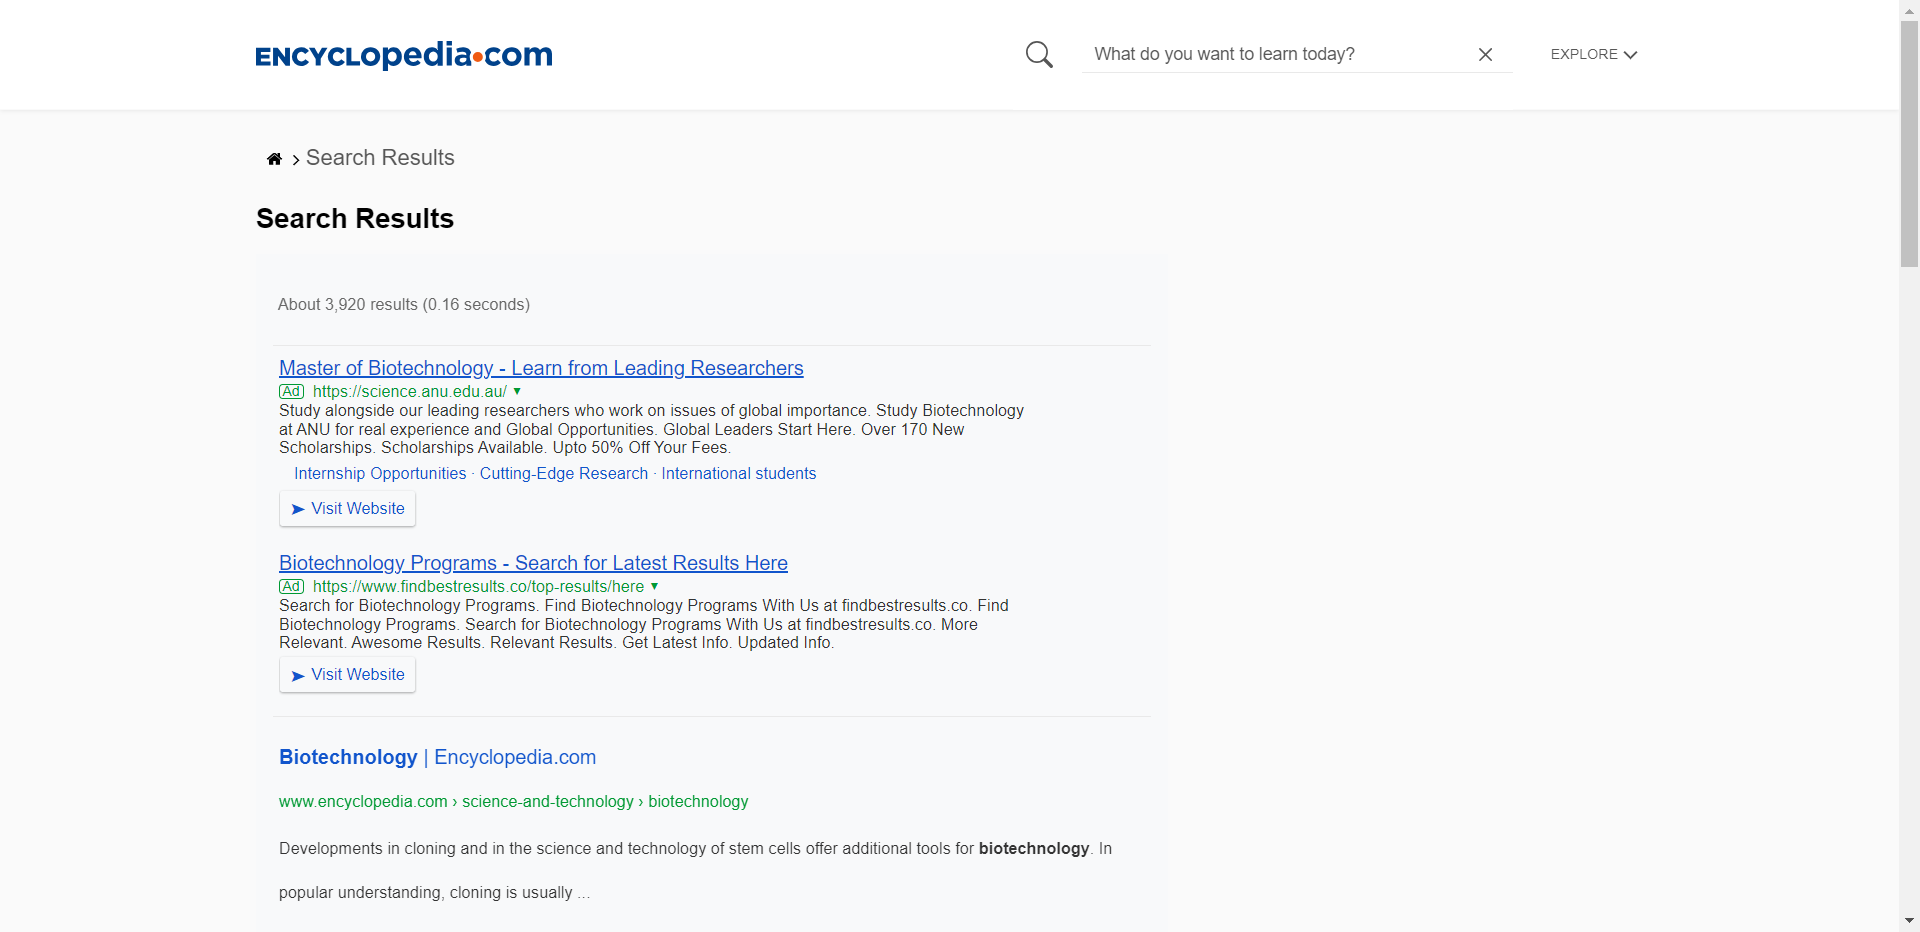 ENCYCLopedia.com
What do you want to learn today?
EXPLORE
Search Results
Search Results
About 3,920 results (0.16 seconds)
Master of Biotechnology - Learn from Leading Researchers
Ad https://science.anu.edu.au/
Study alongside our leading researchers who work on issues of global importance. Study Biotechnology
at ANU for real experience and Global Opportunities. Global Leaders Start Here. Over 170 New
Scholarships. Scholarships Available. Upto 50% Off Your Fees.
Internship Opportunities · Cutting-Edge Research · International students
Visit Website
Biotechnology Programs - Search for Latest Results Here
Ad https://www.findbestresults.co/top-results/here
Search for Biotechnology Programs. Find Biotechnology Programs With Us at findbestresults.co. Find
Biotechnology Programs. Search for Biotechnology Programs With Us at findbestresults.co. More
Relevant. Awesome Results. Relevant Results. Get Latest Info. Updated Info.
Visit Website
Biotechnology | Encyclopedia.com
www.encyclopedia.com › science-and-technology › biotechnology
Developments in cloning and in the science and technology of stem cells offer additional tools for biotechnology. In
popular understanding, cloning is usually ...